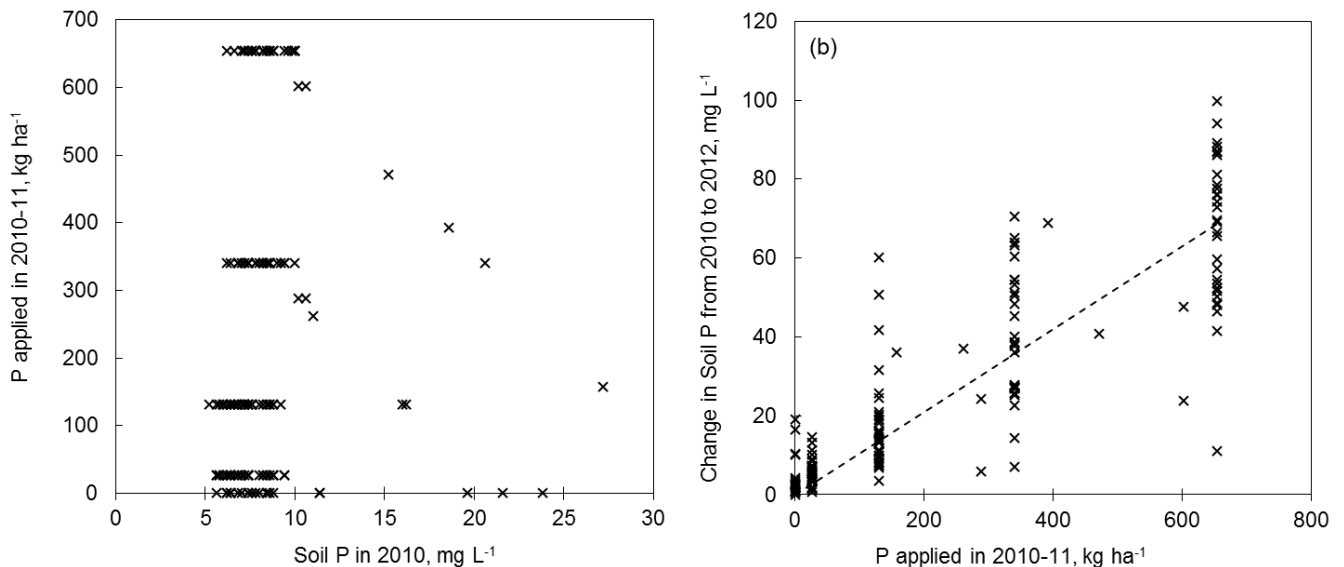 P applied in 2010-11, kg ha⁻¹
700
600
500
400
300
200
100
0
0 5 10 15 20 25 30
Soil P in 2010, mg L⁻¹
(b)
Change in Soil P from 2010 to 2012, mg L⁻¹
120
100
80
60
40
20
0
0 200 400 600 800
P applied in 2010-11, kg ha⁻¹